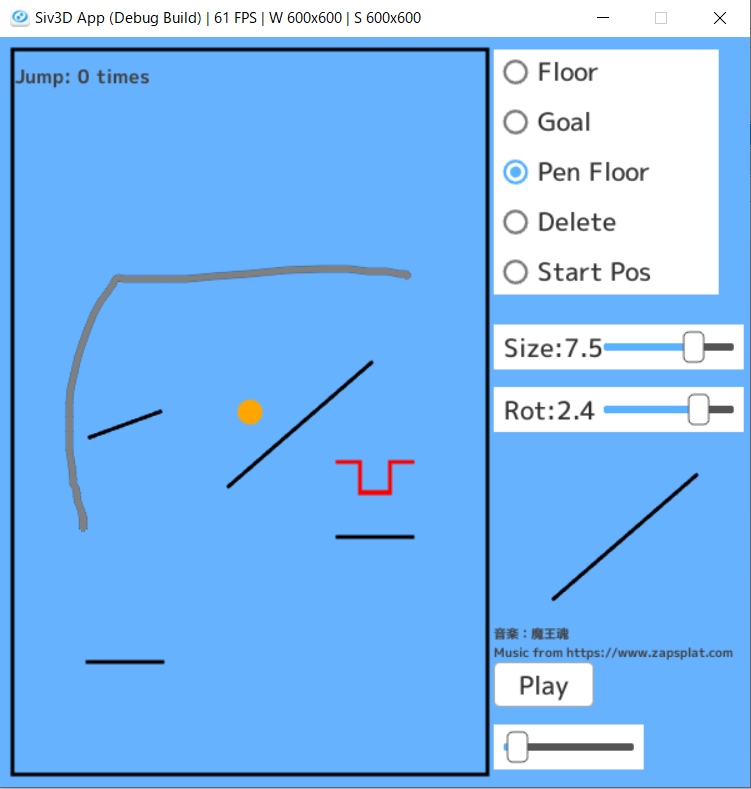 Siv3D App (Debug Build) | 61 FPS | W 600x600 | S 600x600
Jump: 0 times
Floor
Goal
Pen Floor
Delete
Start Pos
Size:7.5
Rot:2.4
音楽：魔王魂
Music from https://www.zapsplat.com
Play